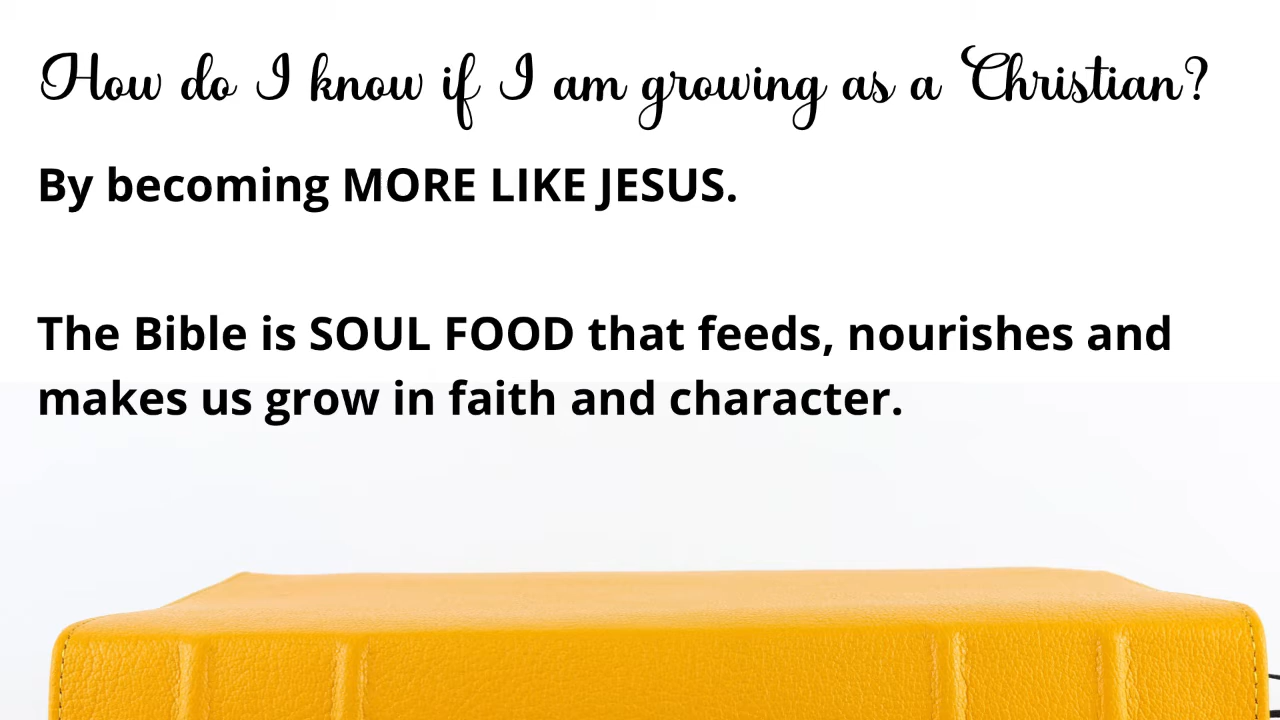 How do I know if I am growing as a Christian?
By becoming MORE LIKE JESUS.
The Bible is SOUL FOOD that feeds, nourishes and
makes us grow in faith and character.